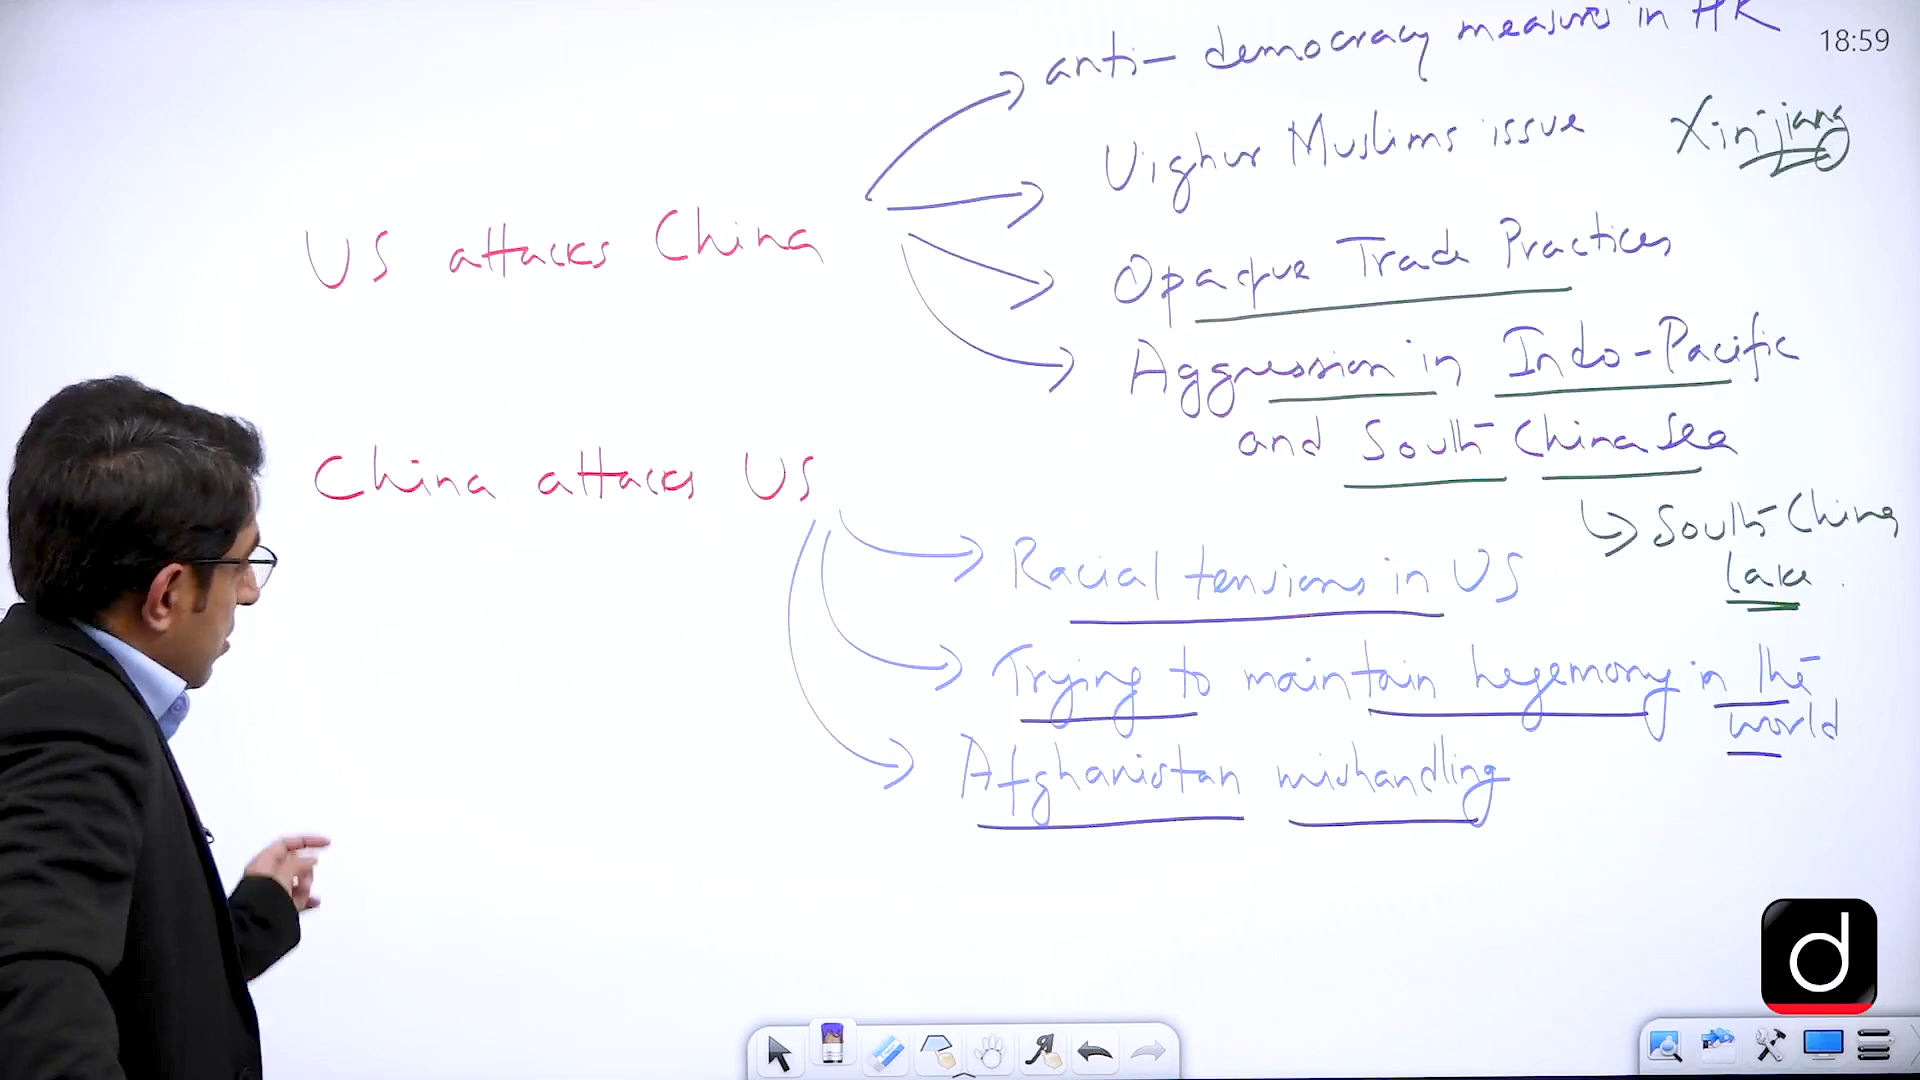 anti- democracy measures in HK
18:59
Uighur Muslims issue Xinjiang
US attacks China
Opaque Trade Practices
Aggression in Indo-Pacific
and South China Sea
↳ South China
Lake.
China attacks US
Racial tensions in US
Trying to maintain hegemony in the
world
Afghanistan mishandling
d